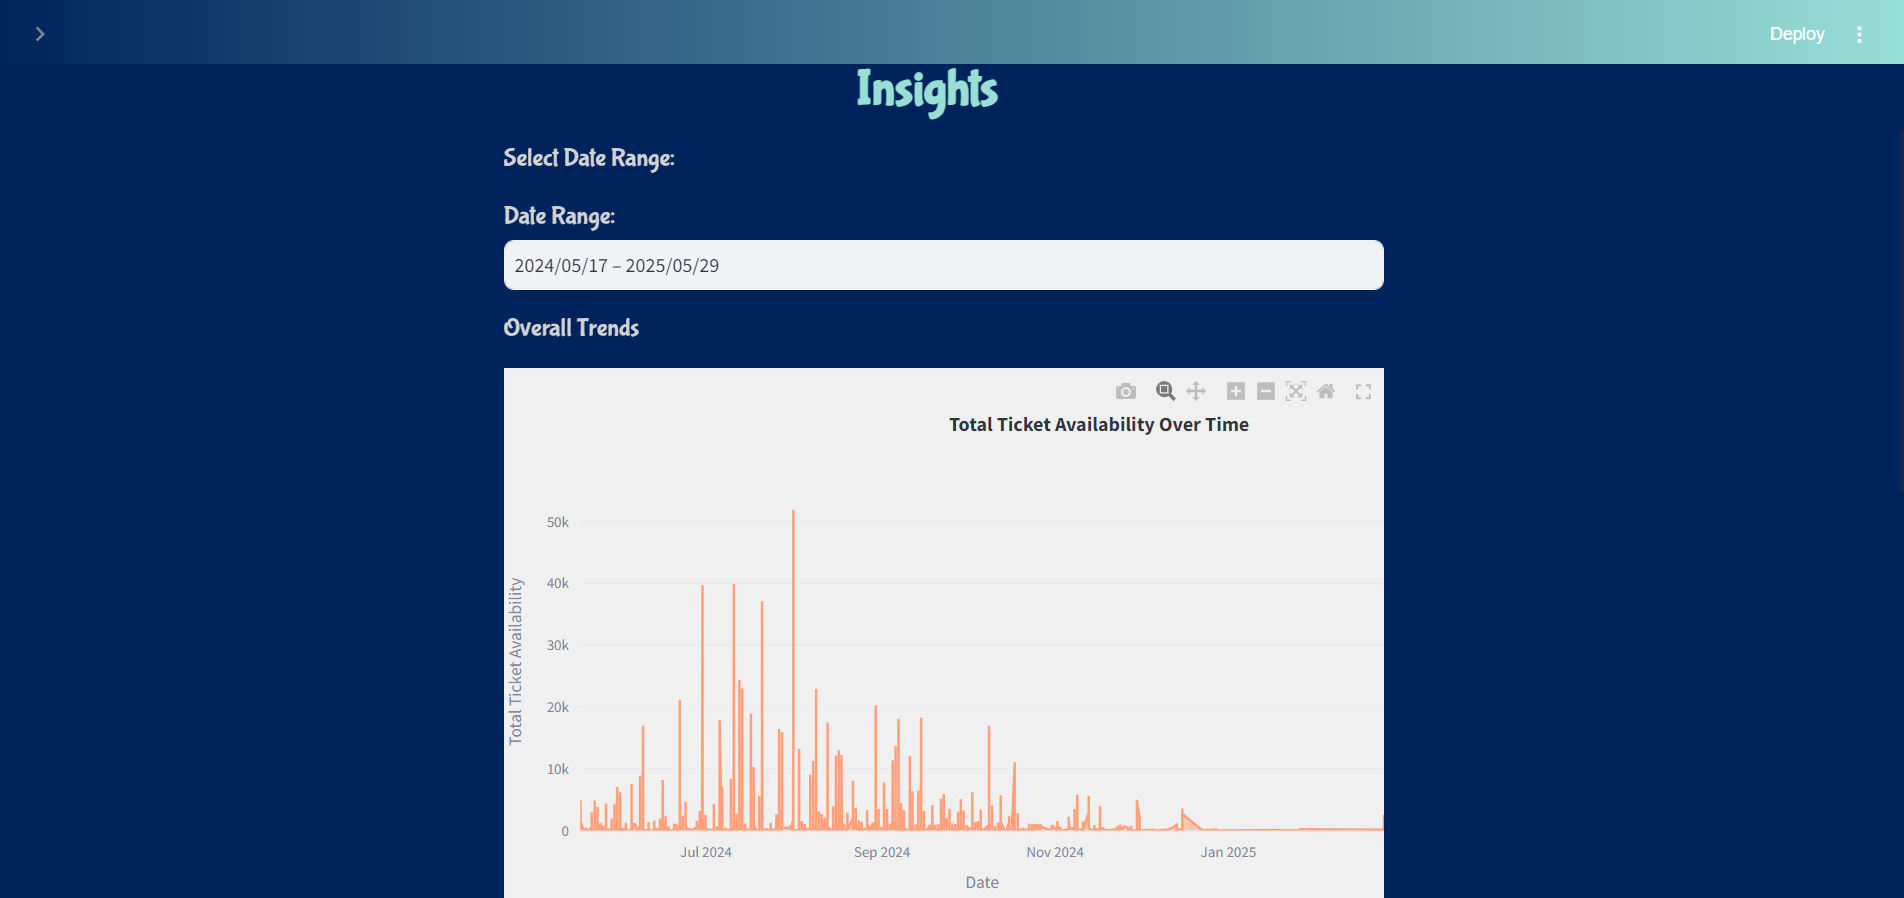 Deploy
Insights
Select Date Range:
Date Range:
2024/05/17 – 2025/05/29
Overall Trends
Total Ticket Availability Over Time
50k
40k
30k
20k
10k
0
Total Ticket Availability
Jul 2024 Sep 2024 Nov 2024 Jan 2025
Date